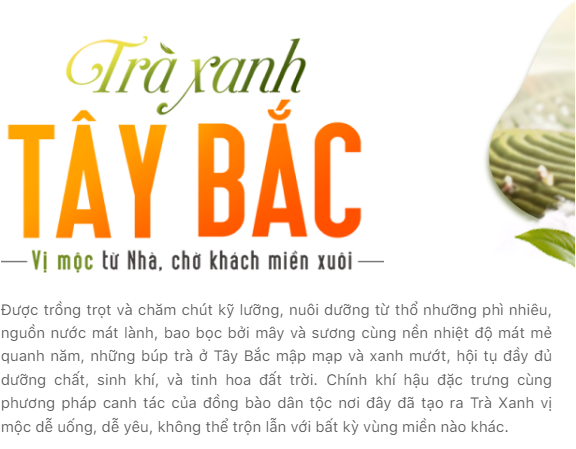 Trà xanh
TÂY BẮC
Vị mộc từ Nhà, chờ khách miền xuôi
Được trồng trọt và chăm chút kỹ lưỡng, nuôi dưỡng từ thổ nhưỡng phì nhiêu,
nguồn nước mát lành, bao bọc bởi mây và sương cùng nền nhiệt độ mát mẻ
quanh năm, những búp trà ở Tây Bắc mập mạp và xanh mướt, hội tụ đầy đủ
dưỡng chất, sinh khí, và tinh hoa đất trời. Chính khí hậu đặc trưng cùng
phương pháp canh tác của đồng bào dân tộc nơi đây đã tạo ra Trà Xanh vị
mộc dễ uống, dễ yêu, không thể trộn lẫn với bất kỳ vùng miền nào khác.